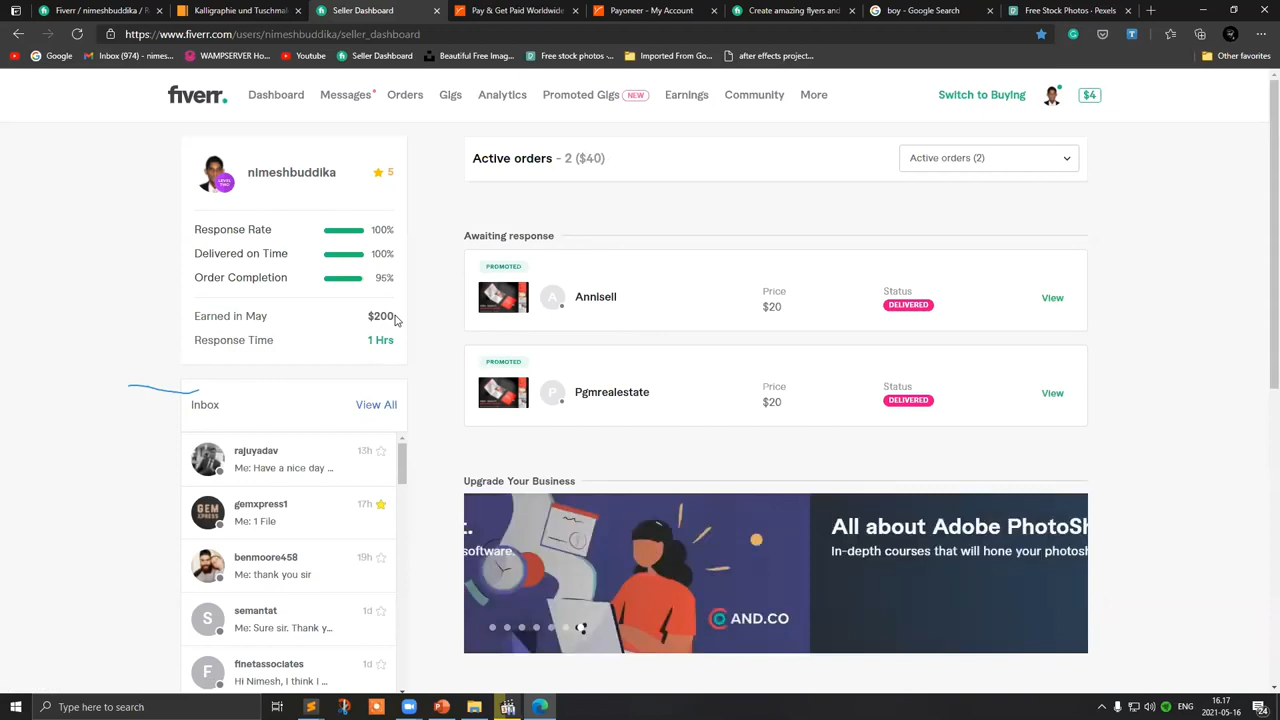 Fiverr / nimeshbuddika / R
Kalligraphie und Turmschak
Seller Dashboard
Pay & Get Paid Worldwide
Payoneer - My Account
Create amazing flyers and
boy - Google Search
Free Stock Photos - Pexels
https://www.fiverr.com/users/nimeshbuddika/seller_dashboard
Google
Inbox (974) - nimes...
WAMPSERVER Ho...
Youtube
Seller Dashboard
Beautiful Free Imag...
Free stock photos -...
Imported From Go...
after effects project...
Other favorites
fiverr.
Dashboard
Messages
Orders
Gigs
Analytics
Promoted Gigs NEW
Earnings
Community
More
Switch to Buying
$4
nimeshbuddika
5
LEVEL TWO
Response Rate 100%
Delivered on Time 100%
Order Completion 95%
Earned in May $200
Response Time 1 Hrs
Inbox View All
rajuyadav 13h
Me: Have a nice day ...
GEM XPRESS
gemxpress1 17h
Me: 1 File
benmoore458 19h
Me: thank you sir
S
semantat 1d
Me: Sure sir. Thank y...
F
finetassociates 1d
Hi Nimesh, I think I ...
Active orders - 2 ($40)
Active orders (2)
Awaiting response
PROMOTED
A
Annisell
Price
$20
Status
DELIVERED
View
PROMOTED
P
Pgmrealestate
Price
$20
Status
DELIVERED
View
Upgrade Your Business
t.
software.
AND.CO
All about Adobe PhotoSh
In-depth courses that will hone your photosh
Type here to search
ENG
16.17
2021-05-16
24